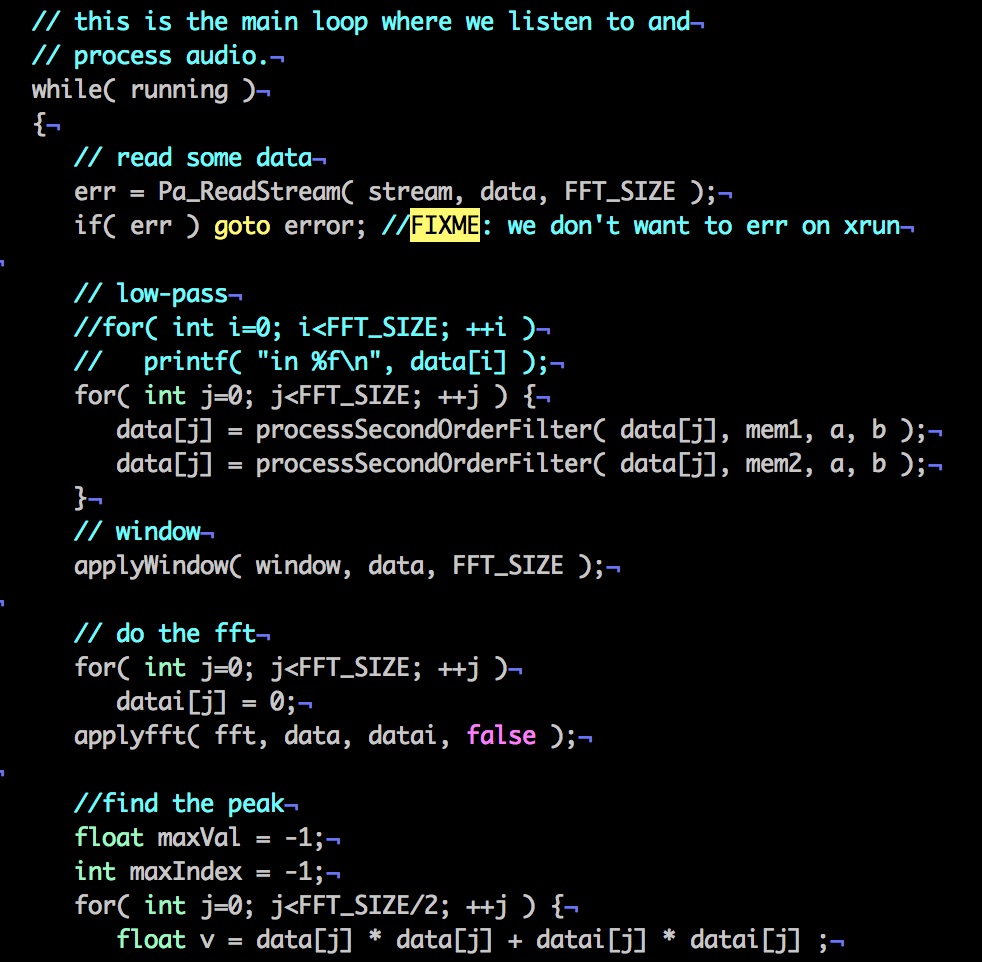 // this is the main loop where we listen to and¬
// process audio.¬
while( running )¬
{¬
// read some data¬
err = Pa_ReadStream( stream, data, FFT_SIZE );¬
if( err ) goto error; //FIXME: we don't want to err on xrun¬
¬
// low-pass¬
//for( int i=0; i<FFT_SIZE; ++i )¬
//   printf( "in %f\n", data[i] );¬
for( int j=0; j<FFT_SIZE; ++j ) {¬
data[j] = processSecondOrderFilter( data[j], mem1, a, b );¬
data[j] = processSecondOrderFilter( data[j], mem2, a, b );¬
}¬
// window¬
applyWindow( window, data, FFT_SIZE );¬
¬
// do the fft¬
for( int j=0; j<FFT_SIZE; ++j )¬
datai[j] = 0;¬
applyfft( fft, data, datai, false );¬
¬
//find the peak¬
float maxVal = -1;¬
int maxIndex = -1;¬
for( int j=0; j<FFT_SIZE/2; ++j ) {¬
float v = data[j] * data[j] + datai[j] * datai[j] ;¬